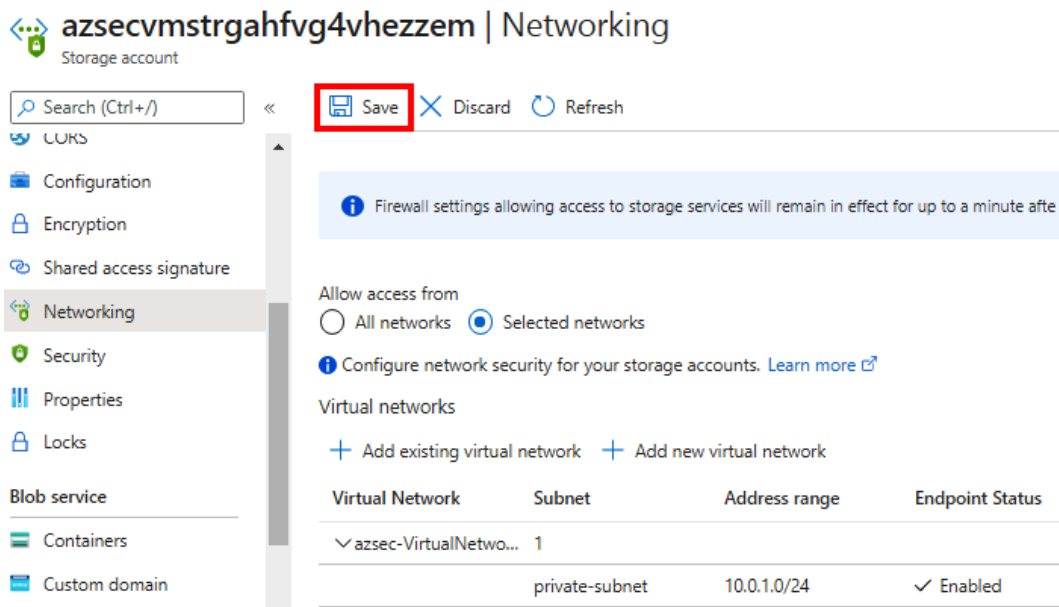 azsecvmstrgahfvg4vhezzem | Networking
Storage account
Search (Ctrl+/)
«
Save
Discard
Refresh
CORS
Configuration
Encryption
Shared access signature
Networking
Security
Properties
Locks
Blob service
Containers
Custom domain
Firewall settings allowing access to storage services will remain in effect for up to a minute afte
Allow access from
All networks
Selected networks
Configure network security for your storage accounts. Learn more
Virtual networks
Add existing virtual network
Add new virtual network
Virtual Network Subnet Address range Endpoint Status
azsec-VirtualNetwo... 1
private-subnet 10.0.1.0/24 Enabled